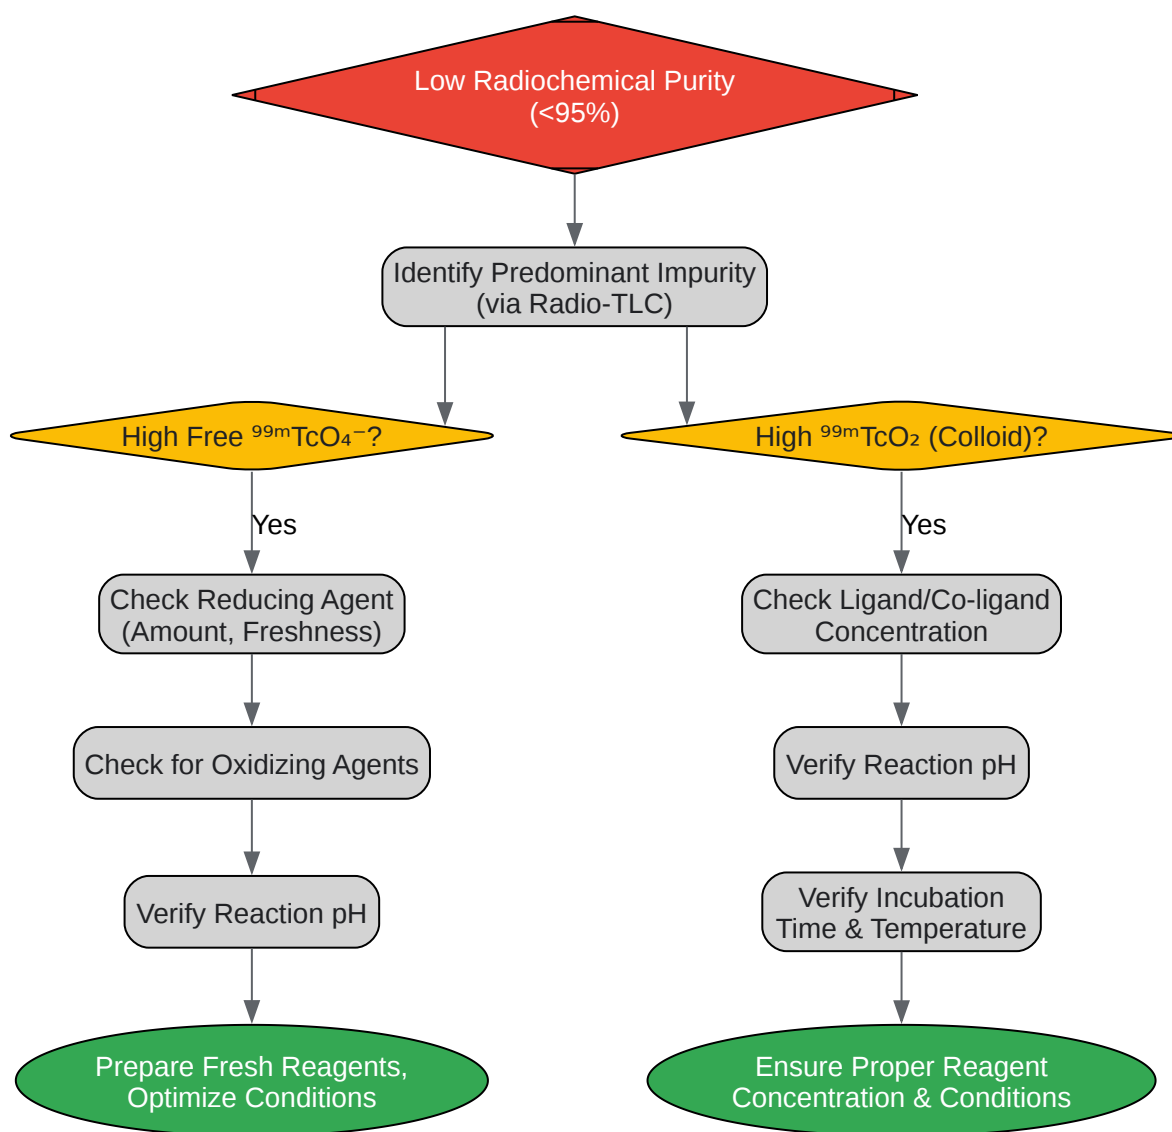 Low Radiochemical Purity
(<95%)
Identify Predominant Impurity
(via Radio-TLC)
High Free ⁹⁹ᵐTcO₄⁻?
High ⁹⁹ᵐTcO₂ (Colloid)?
Yes
Yes
Check Reducing Agent
(Amount, Freshness)
Check Ligand/Co-ligand
Concentration
Check for Oxidizing Agents
Verify Reaction pH
Verify Reaction pH
Verify Incubation
Time & Temperature
Prepare Fresh Reagents,
Optimize Conditions
Ensure Proper Reagent
Concentration & Conditions